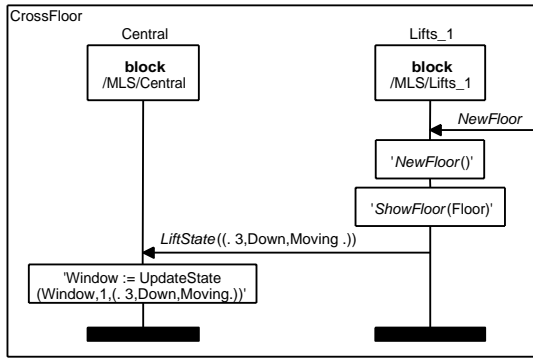 CrossFloor
Central
Lifts_1
block
/MLS/Central
block
/MLS/Lifts_1
NewFloor
'NewFloor()'
'ShowFloor(Floor)'
LiftState((. 3,Down,Moving .))
'Window := UpdateState
(Window,1,(. 3,Down,Moving.))'